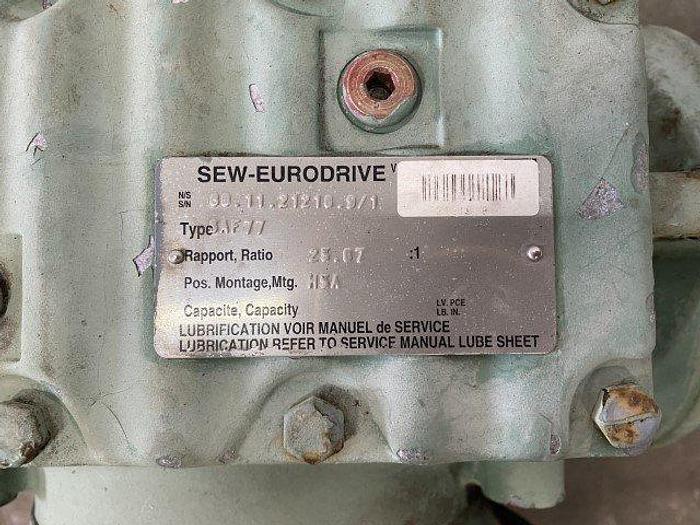 SEW-EURODRIVE
N/S
S/N
Type
Rapport, Ratio 25.07 :1
Pos. Montage,Mtg.
Capacite, Capacity LV. PCE
LB. IN.
LUBRIFICATION VOIR MANUEL de SERVICE
LUBRICATION REFER TO SERVICE MANUAL LUBE SHEET